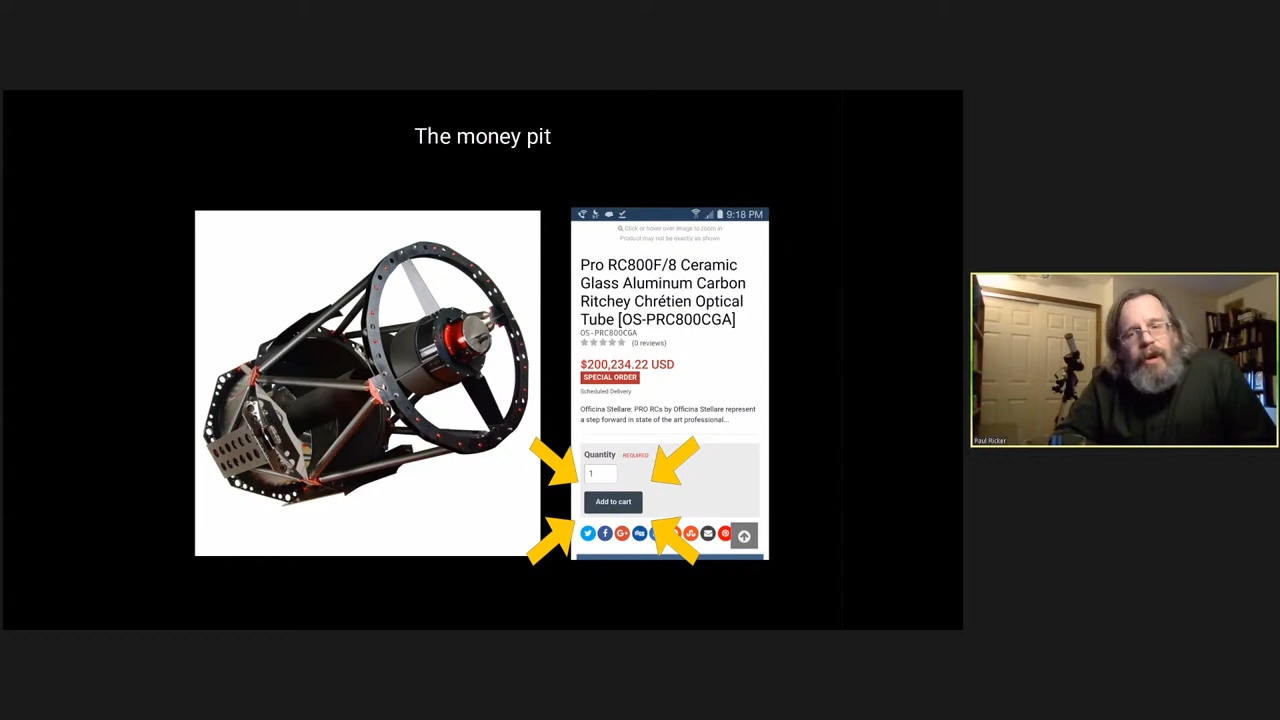 The money pit
9:18 PM
Click or hover over image to zoom in
Product may not be exactly as shown
Pro RC800F/8 Ceramic
Glass Aluminum Carbon
Ritchey Chrétien Optical
Tube [OS-PRC800CGA]
OS - PRC800CGA
(0 reviews)
$200,234.22 USD
SPECIAL ORDER
Scheduled Delivery
Officina Stellare: PRO RCs by Officina Stellare represent
a step forward in state of the art professional...
Quantity REQUIRED
1
Add to cart
Paul Ricker